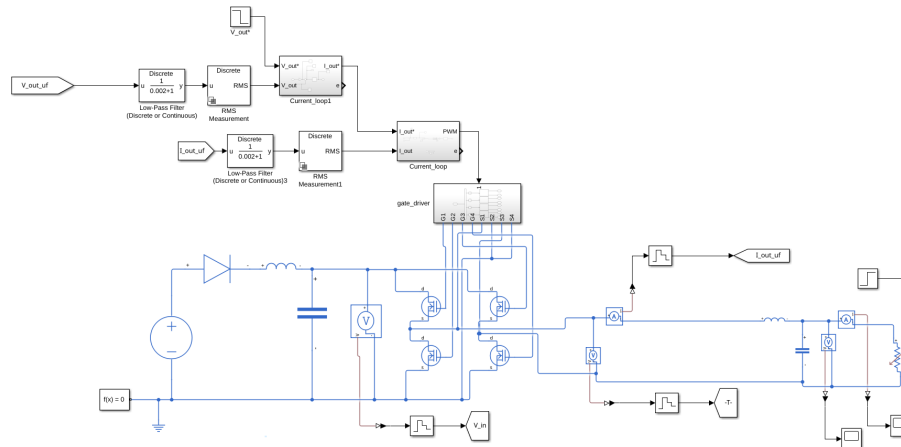 V_out*
V_out_uf
Discrete
1
0.002+1
u
y
Low-Pass Filter
(Discrete or Continuous)
Discrete
u
RMS
RMS
Measurement
V_out*
I_out*
V_out
e
Current_loop1
I_out_uf
Discrete
1
0.002+1
u
y
Low-Pass Filter
(Discrete or Continuous)3
Discrete
u
RMS
RMS
Measurement1
I_out*
PWM
I_out
e
Current_loop
gate_driver
1
G1
G2
G3
G4
S1
S2
S3
S4
I_out_uf
V
d
s
d
s
d
s
d
s
A
V
A
V
f(x) = 0
V_in
-T-